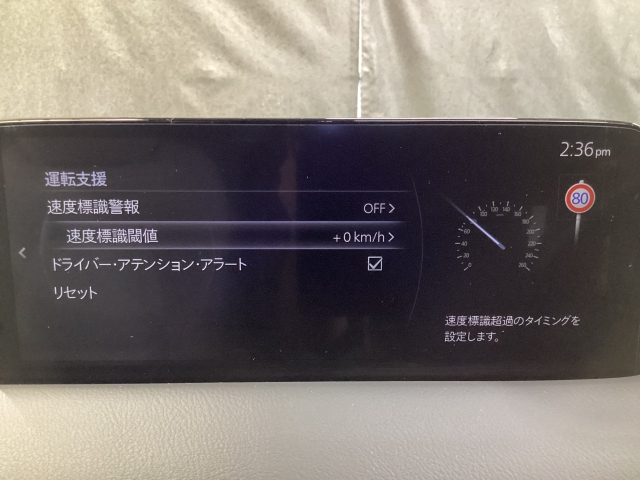 2:36 pm
運転支援
速度標識警報 OFF
速度標識閾値 +0 km/h
ドライバー・アテンション・アラート
リセット
80
速度標識超過のタイミングを
設定します。